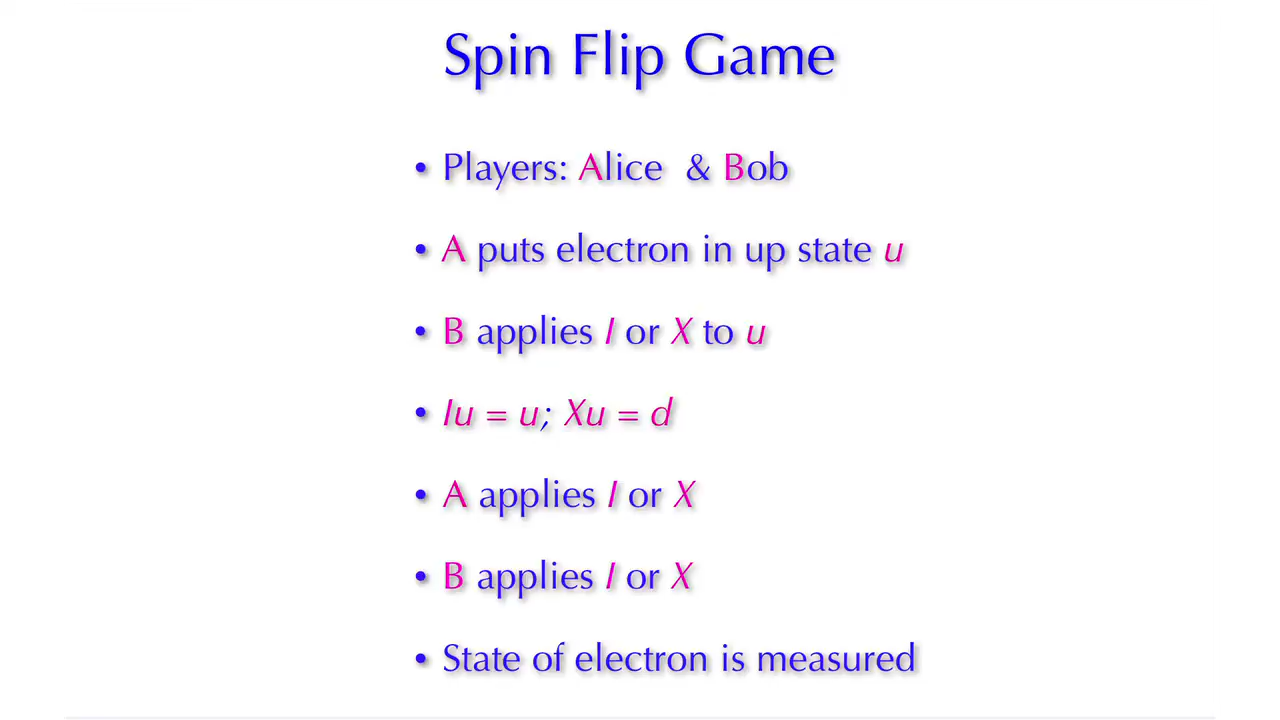 Spin Flip Game
• Players: Alice & Bob
• A puts electron in up state u
• B applies I or X to u
• Iu = u; Xu = d
• A applies I or X
• B applies I or X
• State of electron is measured